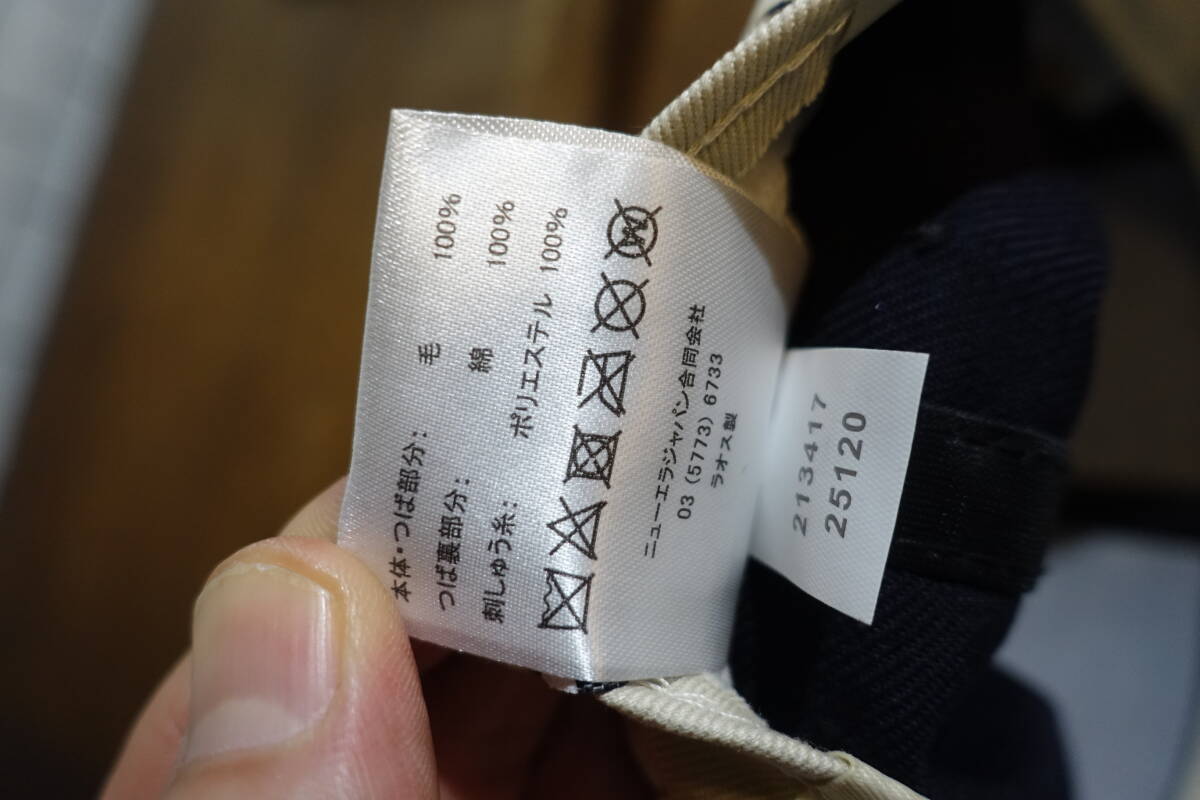 本体・つば部分： 毛 100%
つば裏部分： 綿 100%
刺しゅう糸： ポリエステル 100%
W
ニューエラジャパン合同会社
03 (5773) 6733
ラオス製
213417
25120